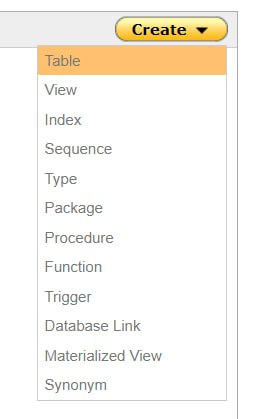 Create
Table
View
Index
Sequence
Type
Package
Procedure
Function
Trigger
Database Link
Materialized View
Synonym